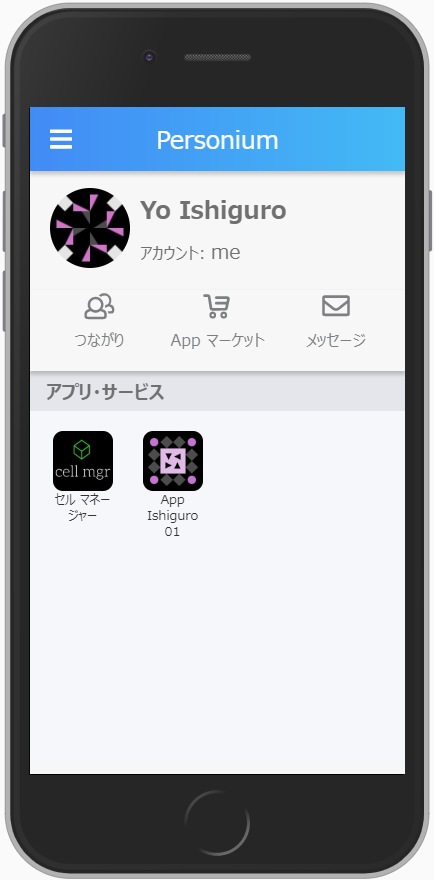 Personium
Yo Ishiguro
アカウント: me
つながり
App マーケット
メッセージ
アプリ・サービス
cell mgr
セル マネー
ジャー
App
Ishiguro
01